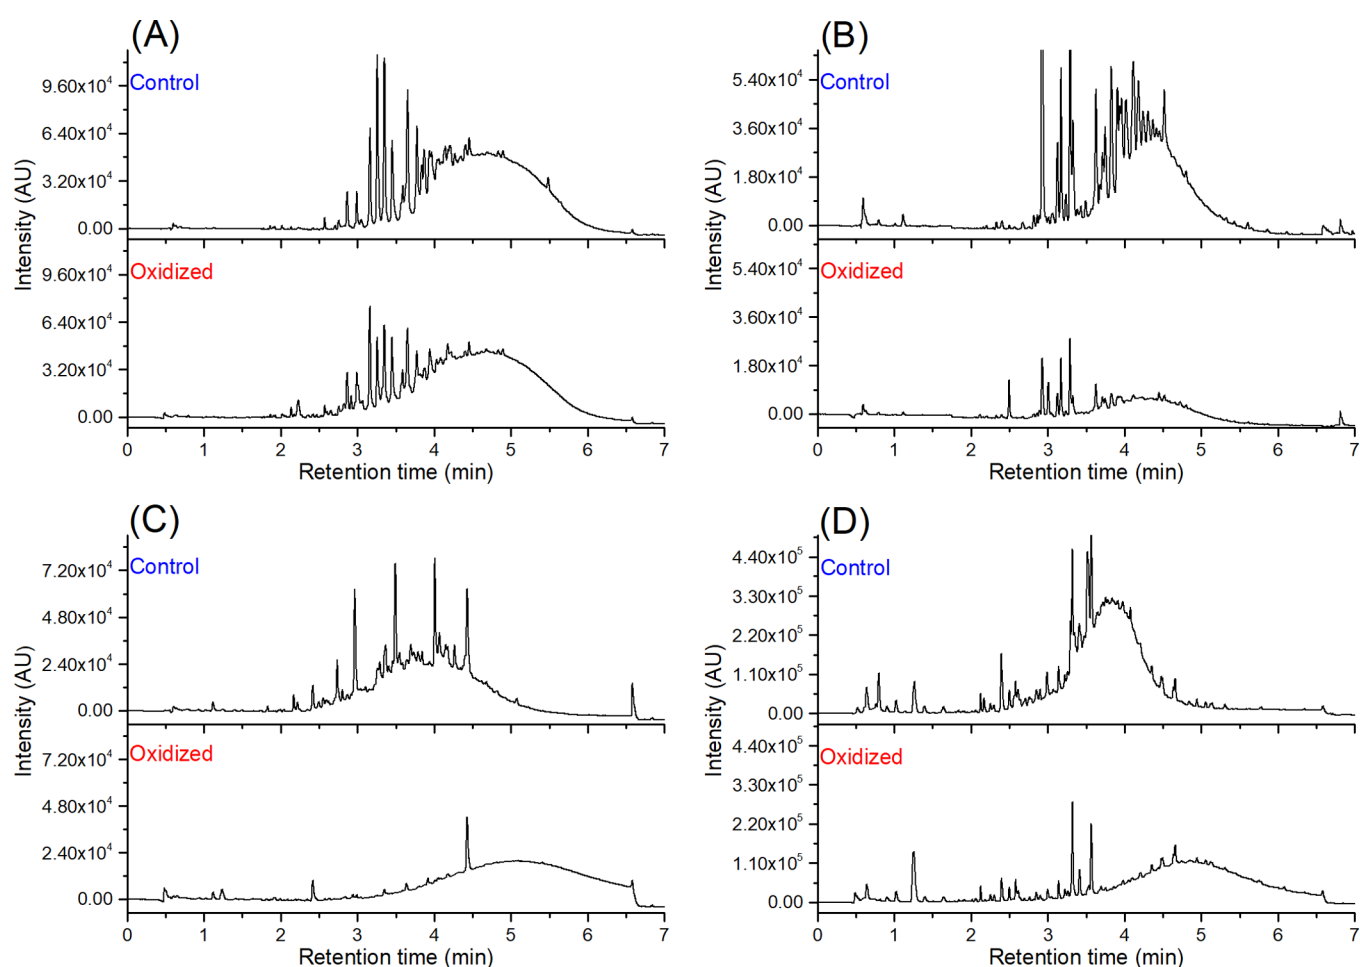 (A)
Control
9.60x10⁴
6.40x10⁴
3.20x10⁴
0.00
Oxidized
9.60x10⁴
6.40x10⁴
3.20x10⁴
0.00
Intensity (AU)
Intensity (AU)
0 1 2 3 4 5 6 7
Retention time (min)
(B)
Control
5.40x10⁴
3.60x10⁴
1.80x10⁴
0.00
Oxidized
5.40x10⁴
3.60x10⁴
1.80x10⁴
0.00
Intensity (AU)
0 1 2 3 4 5 6 7
Retention time (min)
(C)
Control
7.20x10⁴
4.80x10⁴
2.40x10⁴
0.00
Oxidized
7.20x10⁴
4.80x10⁴
2.40x10⁴
0.00
Intensity (AU)
0 1 2 3 4 5 6 7
Retention time (min)
(D)
Control
4.40x10⁵
3.30x10⁵
2.20x10⁵
1.10x10⁵
0.00
Oxidized
4.40x10⁵
3.30x10⁵
2.20x10⁵
1.10x10⁵
0.00
0 1 2 3 4 5 6 7
Retention time (min)